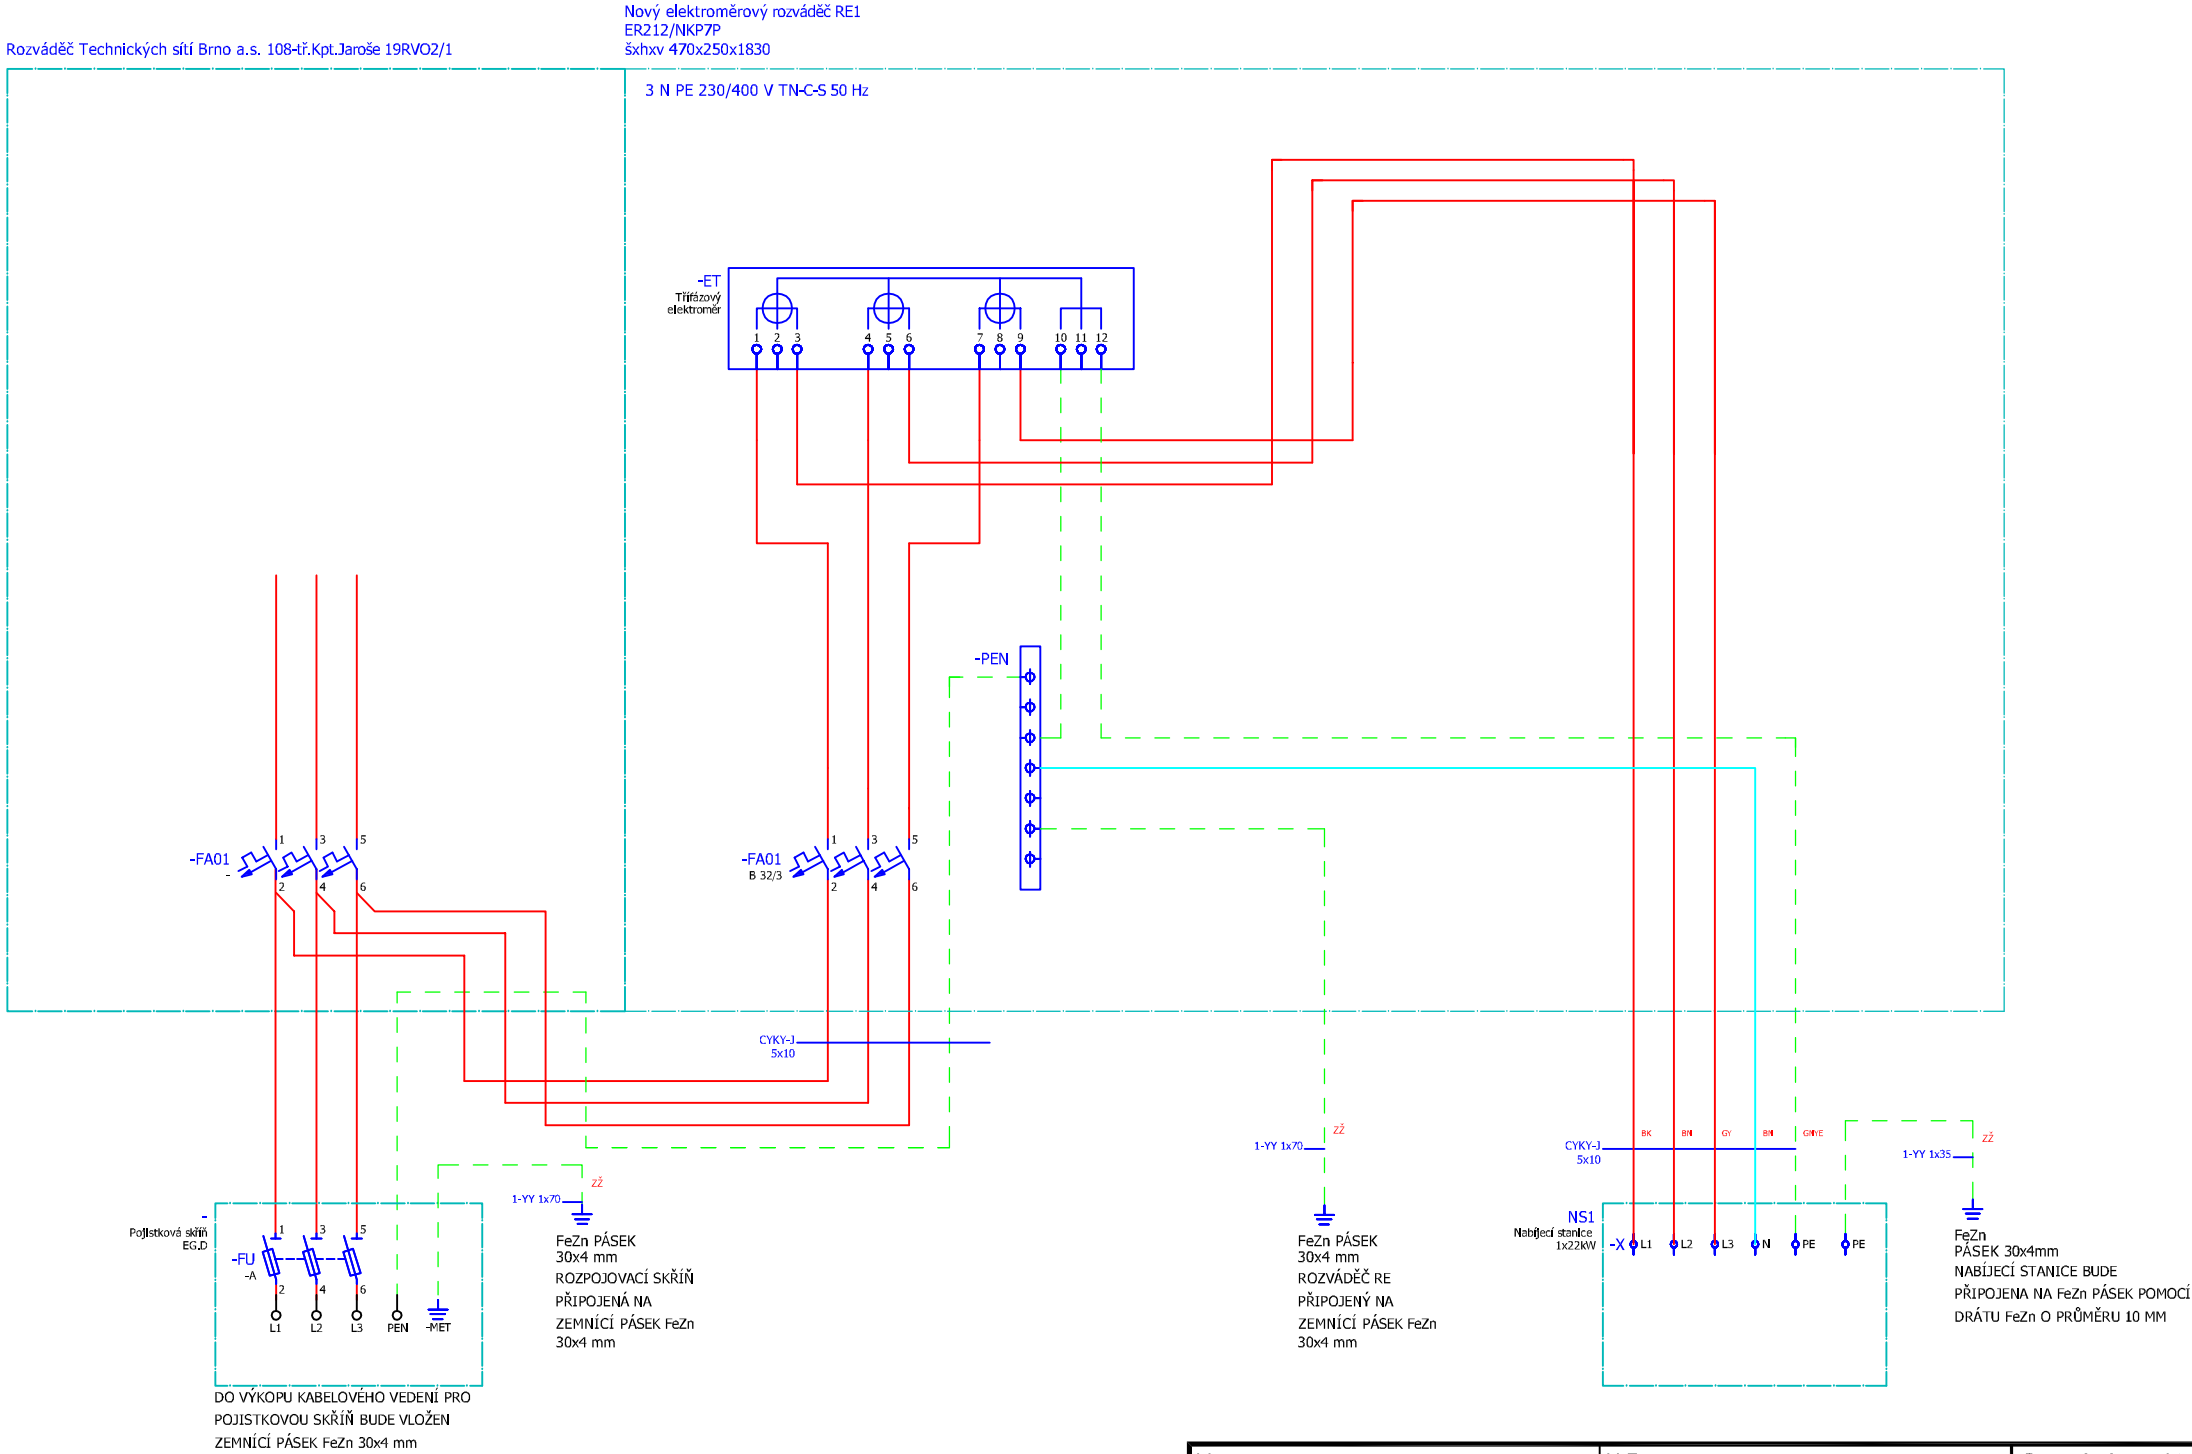 Nový elektroměrový rozváděč RE1
ER212/NKP7P
šxhxv 470x250x1830
Rozváděč Technických sítí Brno a.s. 108-tř.Kpt.Jaroše 19RVO2/1
3 N PE 230/400 V TN-C-S 50 Hz
-ET
Třífázový
elektroměr
1 2 3 4 5 6 7 8 9 10 11 12
-PEN
-FA01
-
1 3 5
2 4 6
-FA01
B 32/3
1 3 5
2 4 6
CYKY-J
5x10
1-YY 1x70
ZŽ
FeZn PÁSEK
30x4 mm
ROZPOJOVACÍ SKŘÍŇ
PŘIPOJENÁ NA
ZEMNÍCÍ PÁSEK FeZn
30x4 mm
1-YY 1x70
ZŽ
FeZn PÁSEK
30x4 mm
ROZVÁDĚČ RE
PŘIPOJENÝ NA
ZEMNÍCÍ PÁSEK FeZn
30x4 mm
CYKY-J
5x10
BK BN GY BN GNYE
1-YY 1x35
ZŽ
NS1
Nabíjecí stanice
1x22kW
-X L1 L2 L3 N PE PE
FeZn
PÁSEK 30x4mm
NABÍJECÍ STANICE BUDE
PŘIPOJENA NA FeZn PÁSEK POMOCÍ
DRÁTU FeZn O PRŮMĚRU 10 MM
-
Pojistková skříň
EG.D
-FU
-A
1 3 5
2 4 6
L1 L2 L3 PEN -MET
DO VÝKOPU KABELOVÉHO VEDENÍ PRO
POJISTKOVOU SKŘÍŇ BUDE VLOŽEN
ZEMNÍCÍ PÁSEK FeZn 30x4 mm